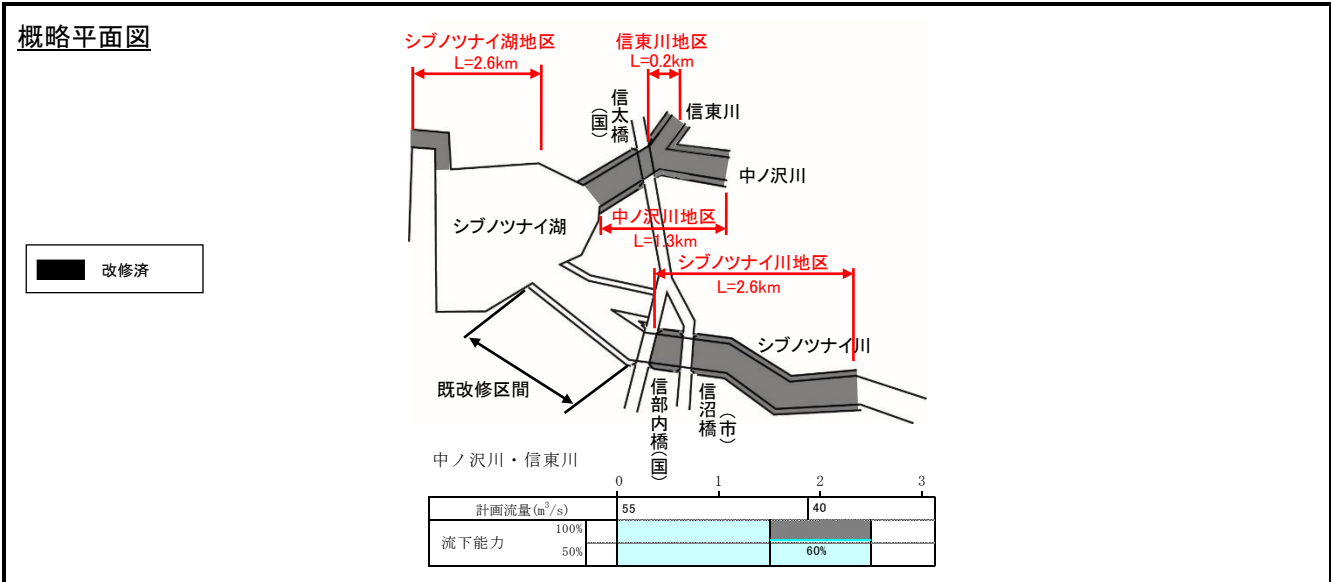 概略平面図
シブノツナイ湖地区
L=2.6km
信東川地区
L=0.2km
信太橋
(国)
信東川
中ノ沢川
シブノツナイ湖
中ノ沢川地区
L=1.3km
シブノツナイ川地区
L=2.6km
改修済
シブノツナイ川
既改修区間
信部内橋(国)
信沼橋
(市)
中ノ沢川・信東川
0 1 2 3
計画流量(m³/s) 55 40
流下能力
100%
50% 60%